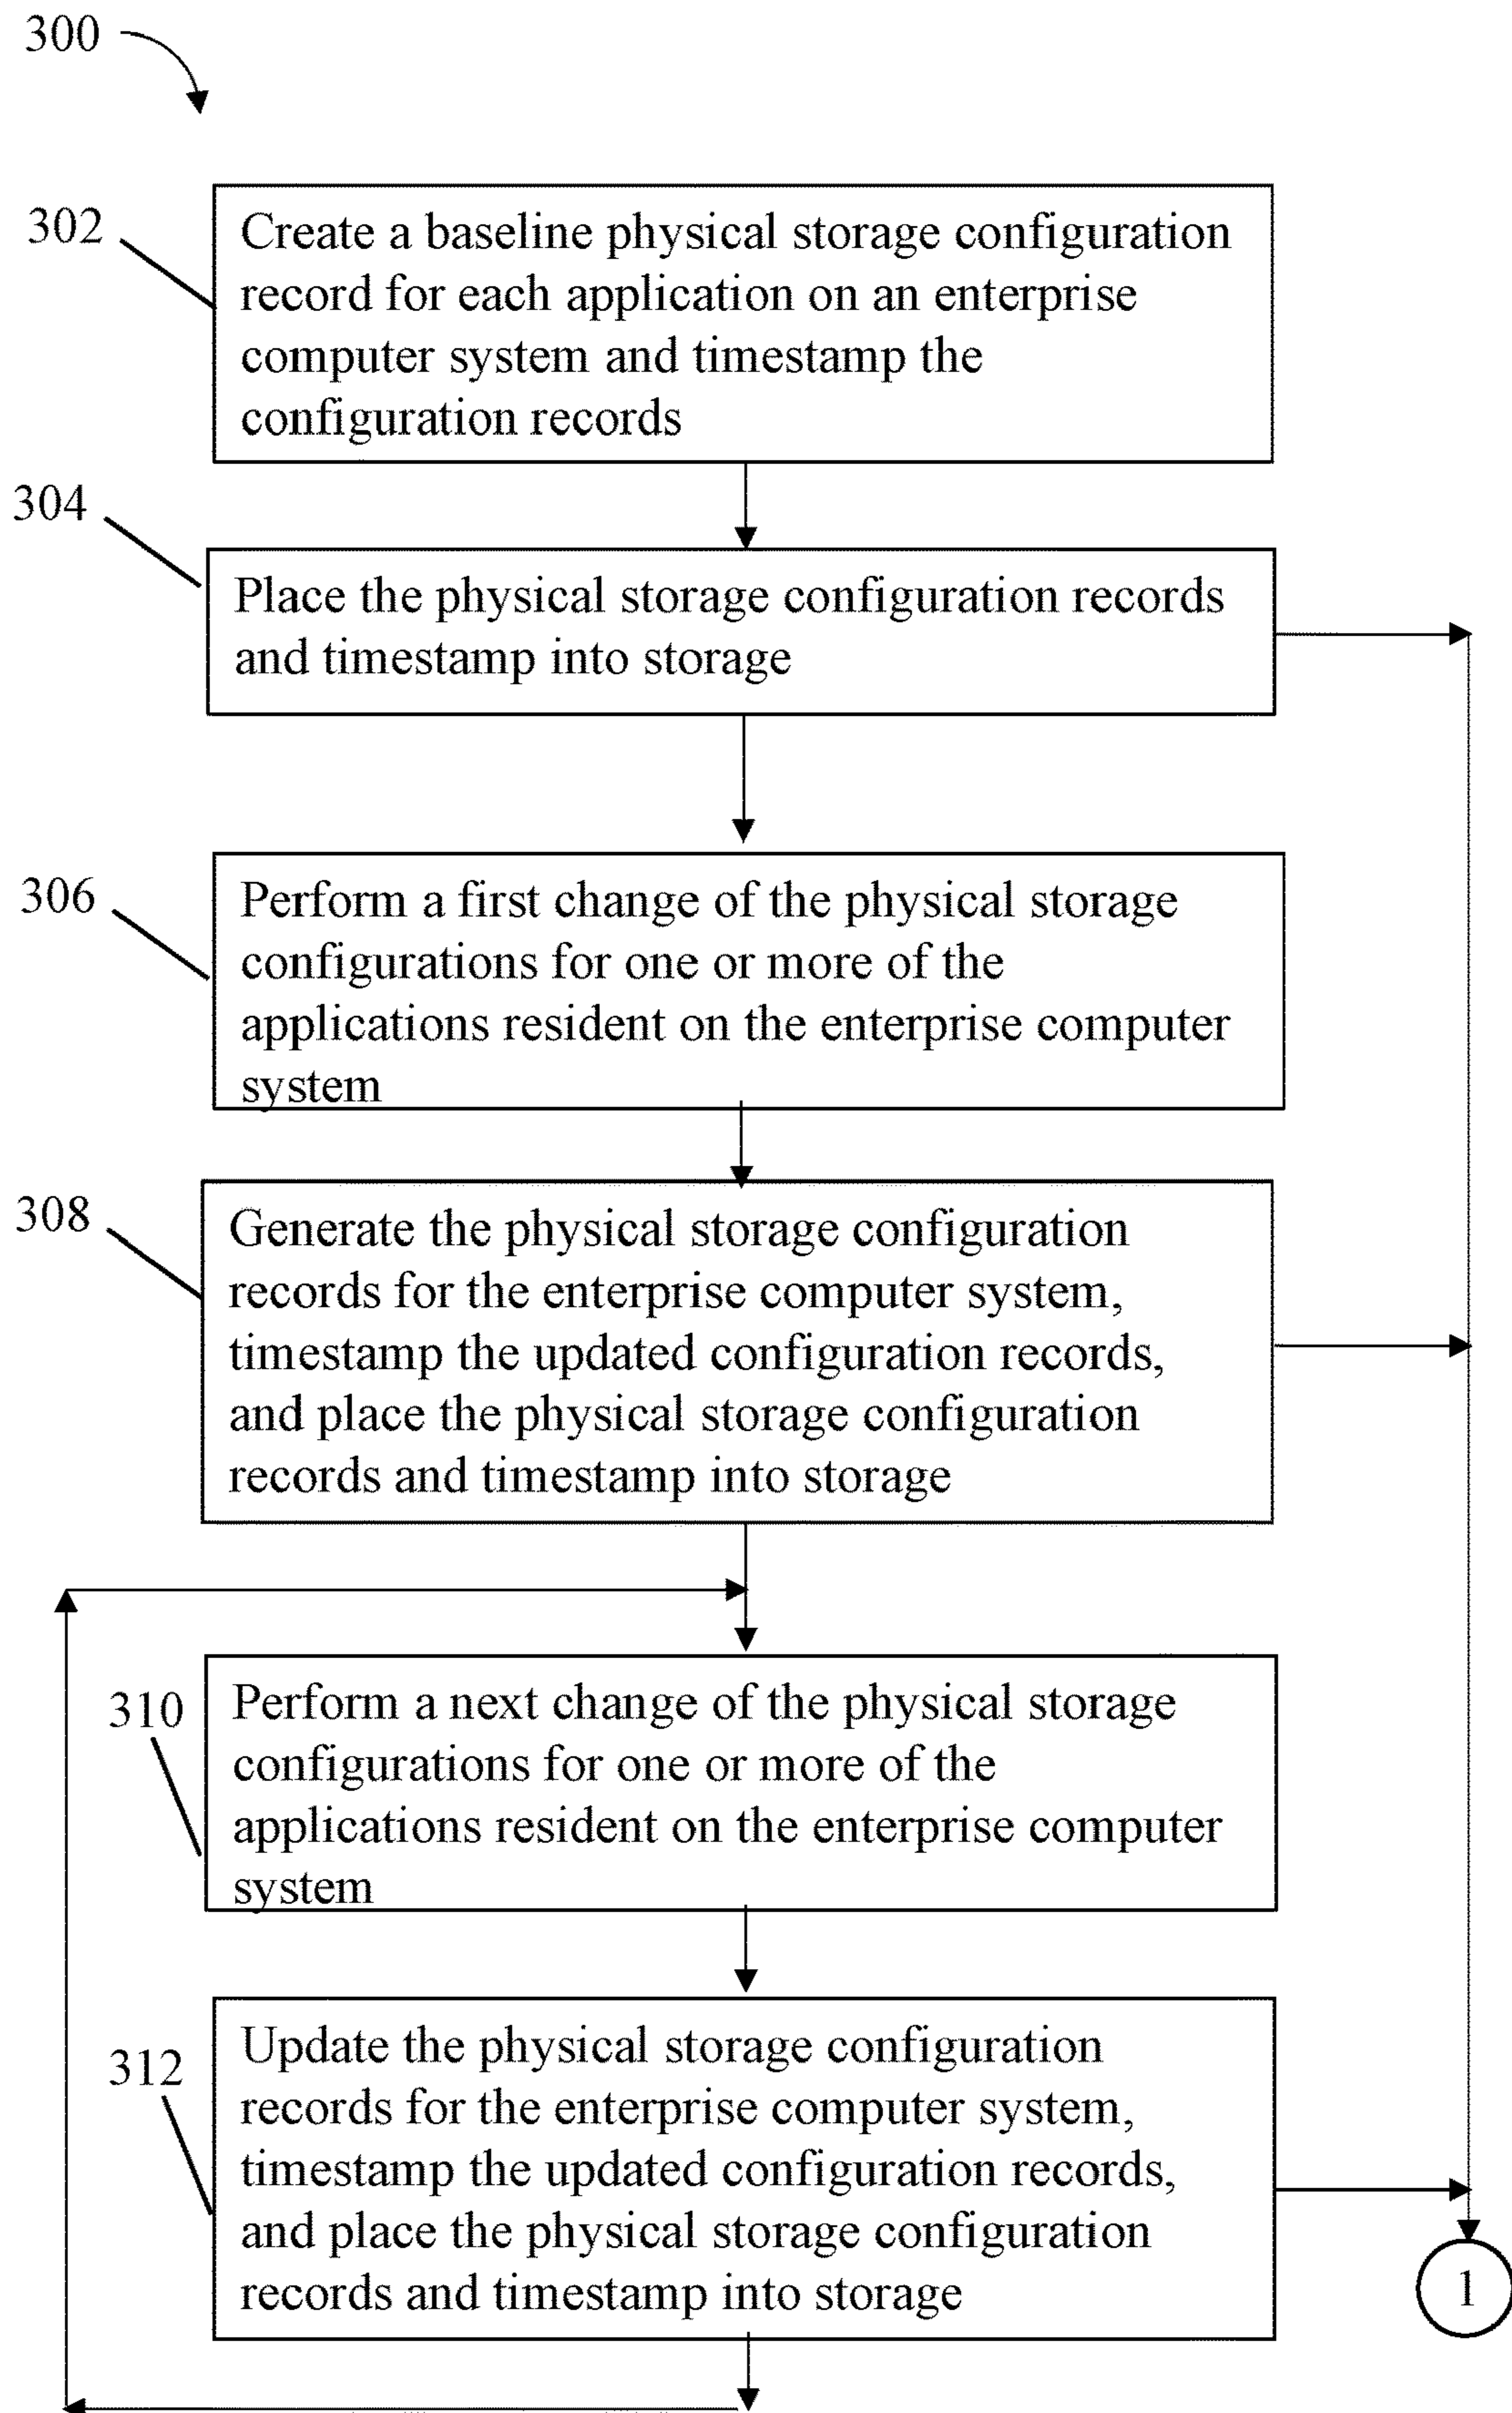 300
302
Create a baseline physical storage configuration
record for each application on an enterprise
computer system and timestamp the
configuration records
304
Place the physical storage configuration records
and timestamp into storage
306
Perform a first change of the physical storage
configurations for one or more of the
applications resident on the enterprise computer
system
308
Generate the physical storage configuration
records for the enterprise computer system,
timestamp the updated configuration records,
and place the physical storage configuration
records and timestamp into storage
310
Perform a next change of the physical storage
configurations for one or more of the
applications resident on the enterprise computer
system
312
Update the physical storage configuration
records for the enterprise computer system,
timestamp the updated configuration records,
and place the physical storage configuration
records and timestamp into storage
1